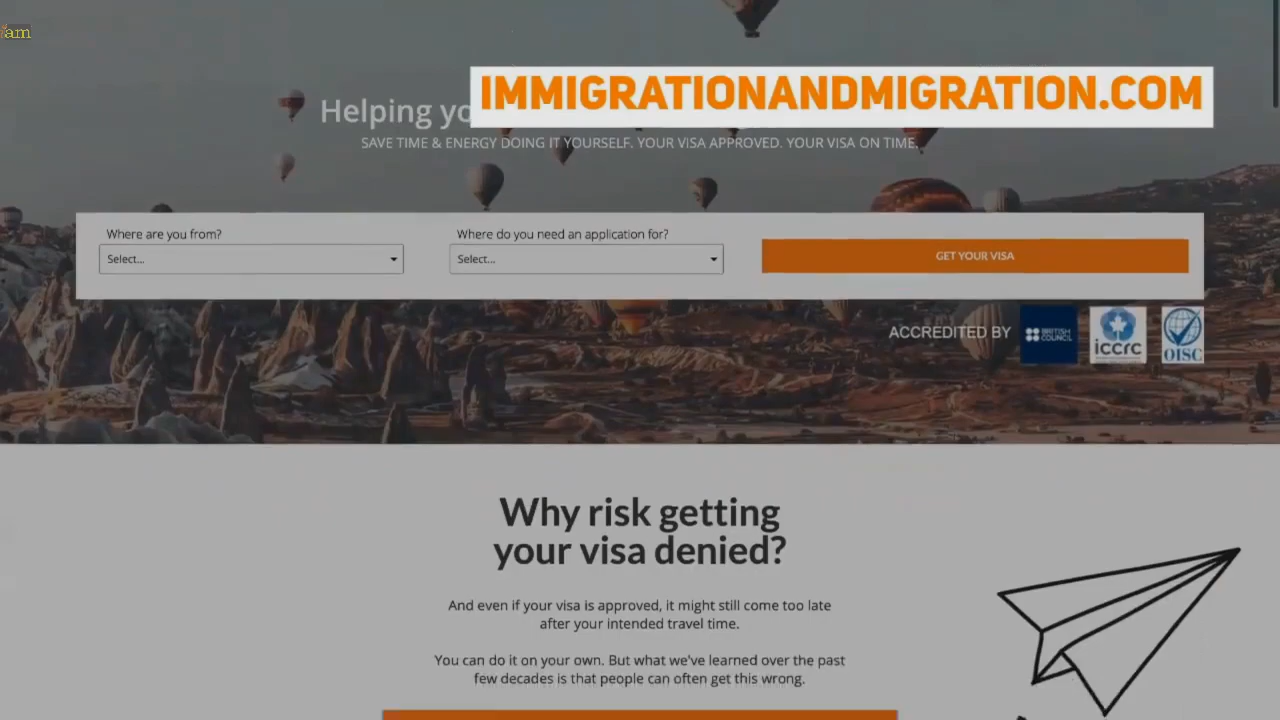 am
IMMIGRATIONANDMIGRATION.COM
Helping yo
SAVE TIME & ENERGY DOING IT YOURSELF. YOUR VISA APPROVED. YOUR VISA ON TIME.
Where are you from?
Where do you need an application for?
Select...
Select...
GET YOUR VISA
ACCREDITED BY
BRITISH
COUNCIL
iccrc
OISC
Why risk getting
your visa denied?
And even if your visa is approved, it might still come too late
after your intended travel time.
You can do it on your own. But what we've learned over the past
few decades is that people can often get this wrong.